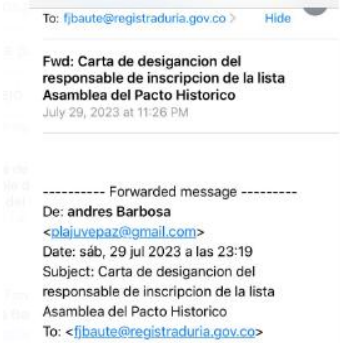 To: fjbaute@registraduria.gov.co > Hide
Fwd: Carta de desigancion del
responsable de inscripcion de la lista
Asamblea del Pacto Historico
July 29, 2023 at 11:26 PM
---------- Forwarded message ---------
De: andres Barbosa
<plajuvepaz@gmail.com>
Date: sáb, 29 jul 2023 a las 23:19
Subject: Carta de desigancion del
responsable de inscripcion de la lista
Asamblea del Pacto Historico
To: <fjbaute@registraduria.gov.co>